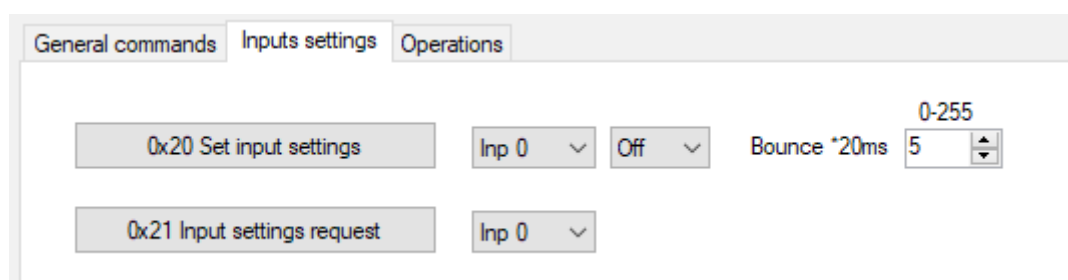 General commands Inputs settings Operations
0-255
0x20 Set input settings Inp 0 Off Bounce *20ms 5
0x21 Input settings request Inp 0